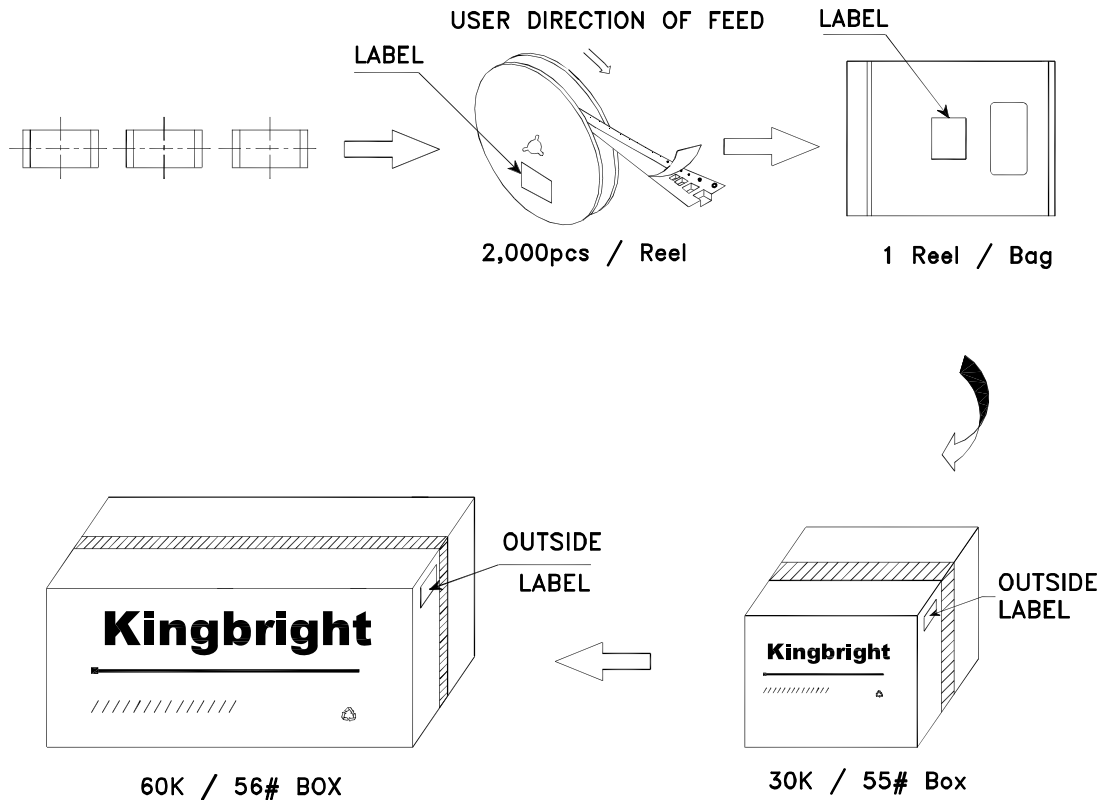 USER DIRECTION OF FEED
LABEL
LABEL
2,000pcs / Reel
1 Reel / Bag
OUTSIDE
LABEL
OUTSIDE
LABEL
Kingbright
Kingbright
60K / 56# BOX
30K / 55# Box